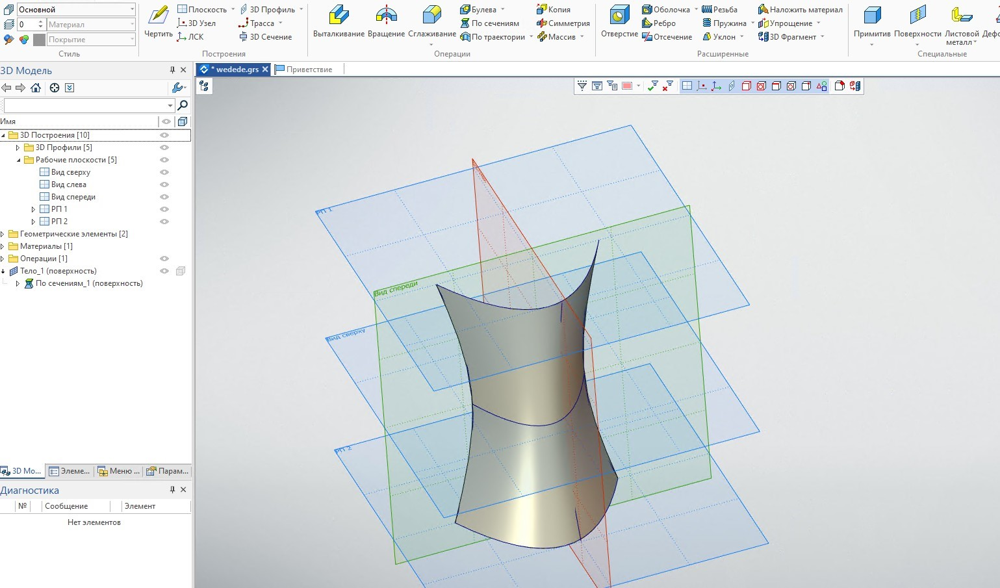 Основной
0 Материал
Покрытие
Стиль
Чертить
Плоскость
3D Узел
ЛСК
3D Профиль
Трасса
3D Сечение
Построения
Выталкивание
Вращение
Сглаживание
Булева
По сечениям
По траектории
Копия
Симметрия
Массив
Операции
Отверстие
Оболочка
Ребро
Отсечение
Резьба
Пружина
Уклон
Наложить материал
Упрощение
3D Фрагмент
Расширенные
Примитив
Поверхности
Листовой
металл
Специальные
3D Модель
* wedede.grs
Приветствие
Имя
3D Построения [10]
3D Профили [5]
Рабочие плоскости [5]
Вид сверху
Вид слева
Вид спереди
РП 1
РП 2
Геометрические элементы [2]
Материалы [1]
Операции [1]
Тело_1 (поверхность)
По сечениям_1 (поверхность)
3D Мо...
Элеме...
Меню ...
Парам...
Диагностика
№ Сообщение Элемент
Нет элементов
РП 1
Вид спереди
Вид сверху
РП 2